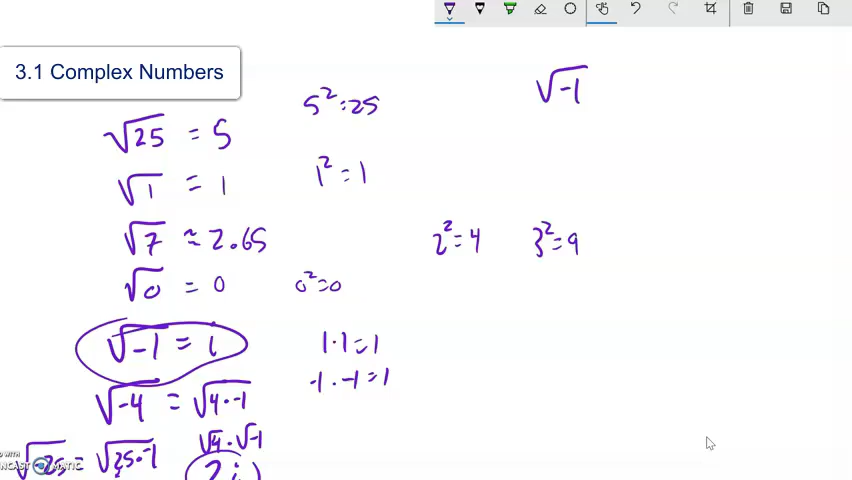 3.1 Complex Numbers
√-1
5²=25
√25 = 5
√1 = 1
1²=1
√7 ≈ 2.65
2²=4
3²=9
√0 = 0
0²=0
√-1 = i
1·1=1
-1·-1=1
√-4 = √4·-1
√4·√-1
√-25 = √25·-1
2i